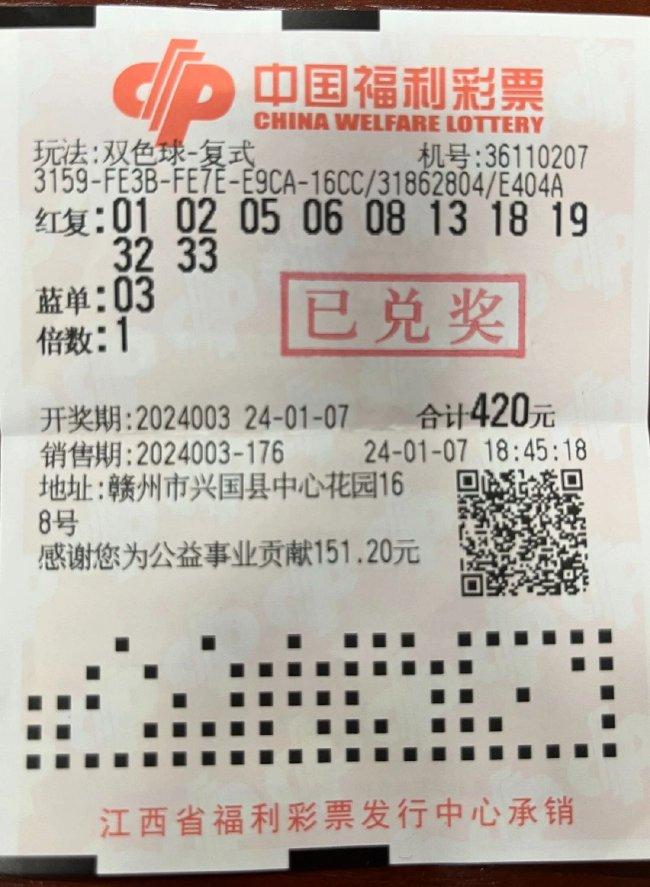 中国福利彩票
CHINA WELFARE LOTTERY
玩法:双色球-复式 机号:36110207
3159-FE3B-FE7E-E9CA-16CC/31862804/E404A
红复:01 02 05 06 08 13 18 19
32 33
蓝单:03
已兑奖
倍数:1
开奖期:2024003 24-01-07 合计420元
销售期:2024003-176 24-01-07 18:45:18
地址:赣州市兴国县中心花园16
8号
感谢您为公益事业贡献151.20元
江西省福利彩票发行中心承销